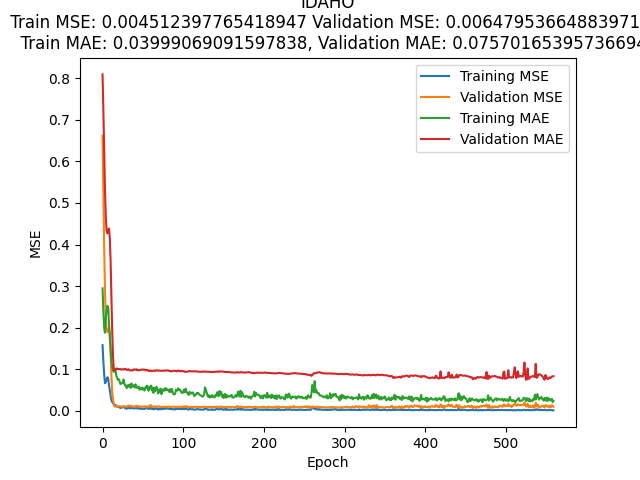 IDAHO
Train MSE: 0.004512397765418947 Validation MSE: 0.00647953664883971
Train MAE: 0.03999069091597838, Validation MAE: 0.0757016539573669
0.8
0.7
0.6
0.5
0.4
0.3
0.2
0.1
0.0
MSE
0
100
200
300
400
500
Epoch
Training MSE
Validation MSE
Training MAE
Validation MAE